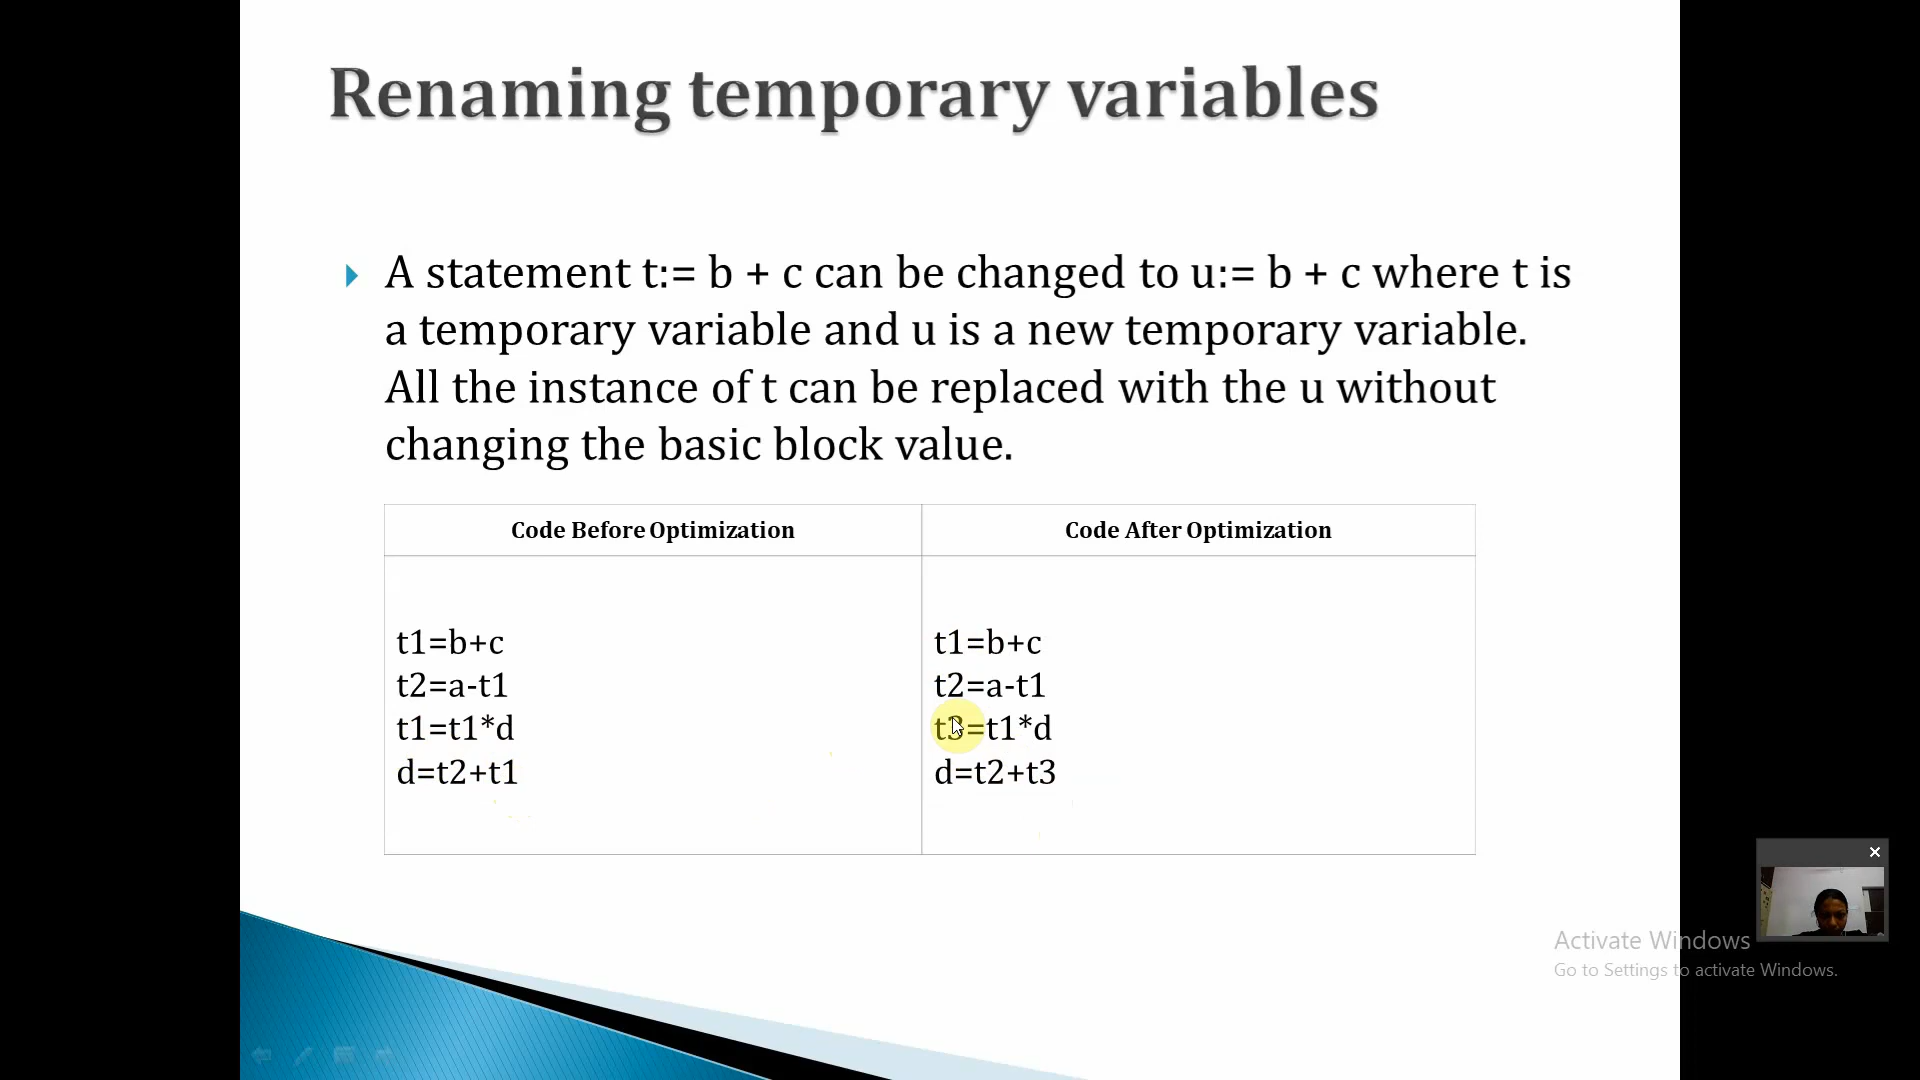 Renaming temporary variables
A statement t:= b + c can be changed to u:= b + c where t is
a temporary variable and u is a new temporary variable.
All the instance of t can be replaced with the u without
changing the basic block value.
Code Before Optimization
Code After Optimization
t1=b+c
t2=a-t1
t1=t1*d
d=t2+t1
t1=b+c
t2=a-t1
t3=t1*d
d=t2+t3
Activate Windows
Go to Settings to activate Windows.